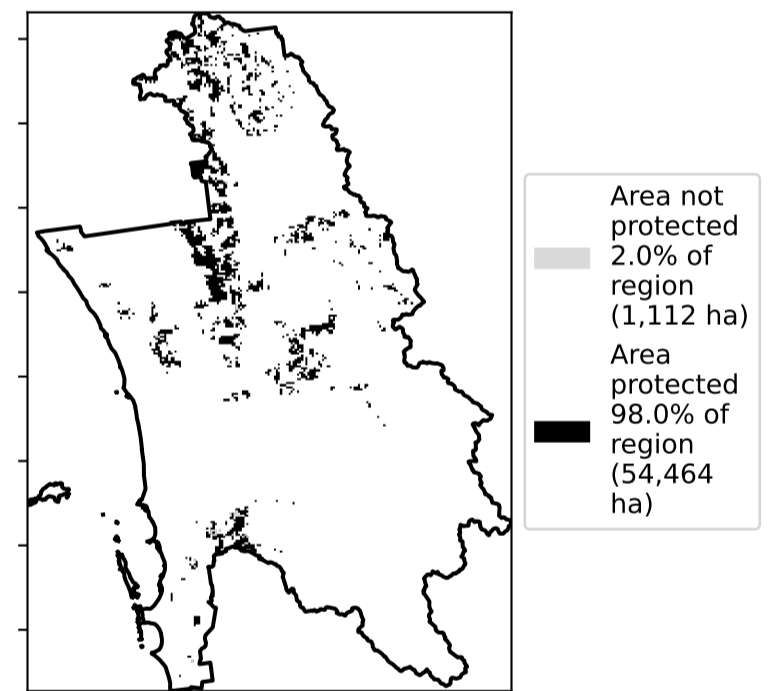 Area not
protected
2.0% of
region
(1,112 ha)
Area
protected
98.0% of
region
(54,464
ha)